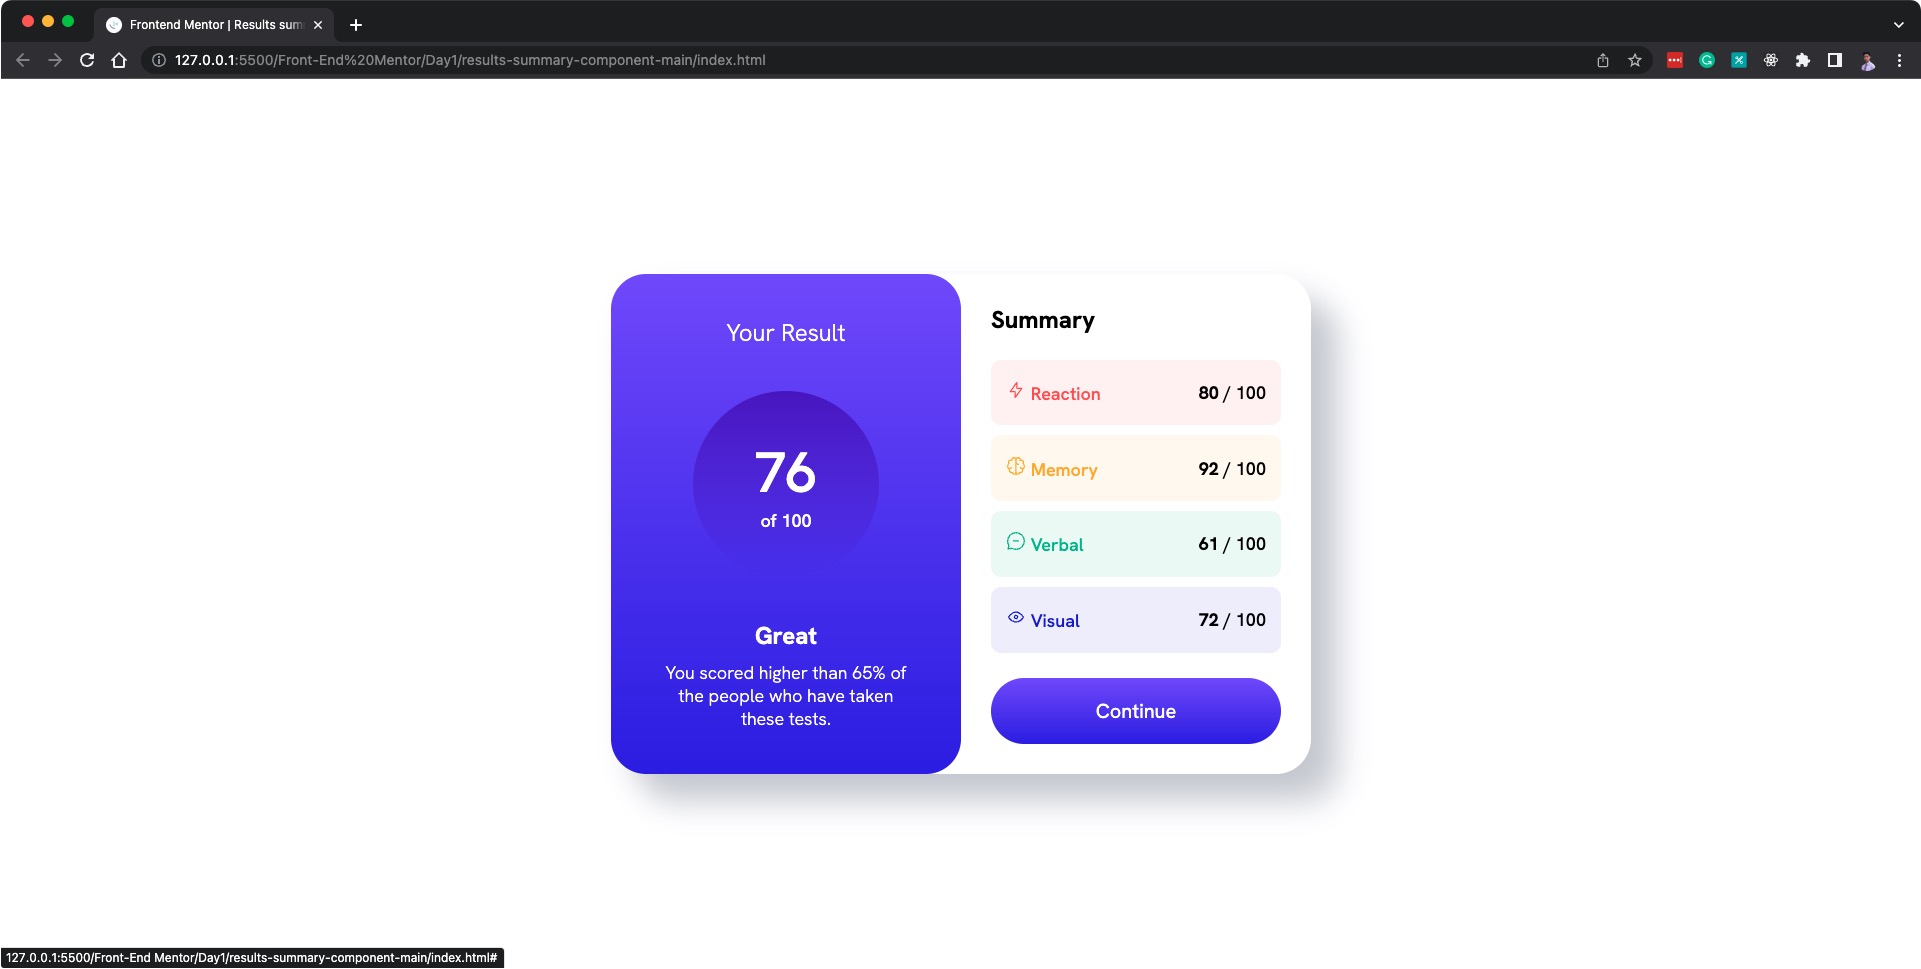 Frontend Mentor | Results sum
127.0.0.1:5500/Front-End%20Mentor/Day1/results-summary-component-main/index.html
Your Result
76
of 100
Great
You scored higher than 65% of
the people who have taken
these tests.
Summary
Reaction 80 / 100
Memory 92 / 100
Verbal 61 / 100
Visual 72 / 100
Continue
127.0.0.1:5500/Front-End Mentor/Day1/results-summary-component-main/index.html#